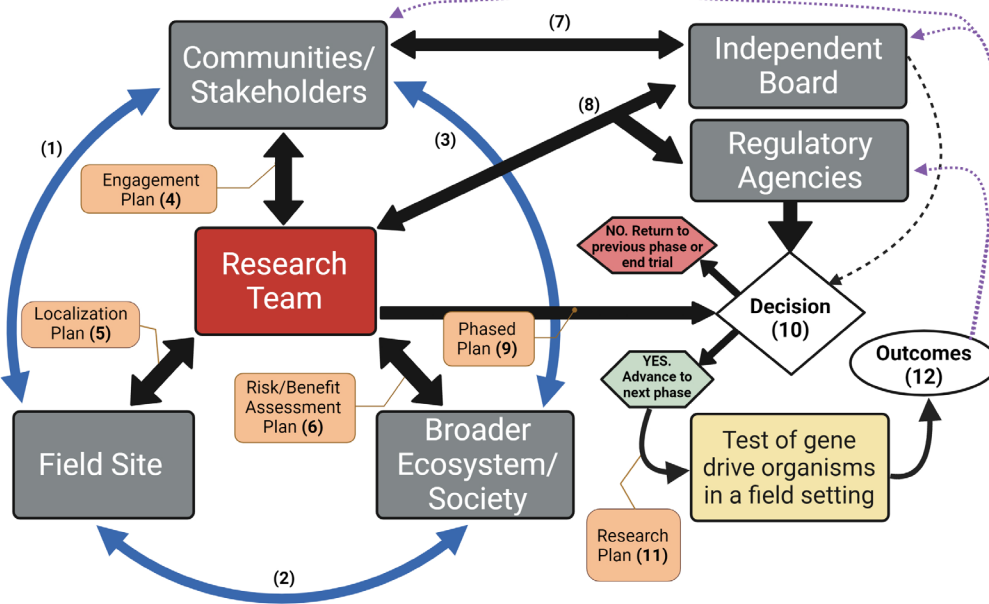 (7)
Communities/
Stakeholders
Independent
Board
(8)
(1)
(3)
Regulatory
Agencies
Engagement
Plan (4)
NO. Return to
previous phase or
end trial
Research
Team
Decision
(10)
Localization
Plan (5)
Phased
Plan (9)
Outcomes
(12)
YES.
Advance to
next phase
Risk/Benefit
Assessment
Plan (6)
Field Site
Broader
Ecosystem/
Society
Test of gene
drive organisms
in a field setting
Research
Plan (11)
(2)